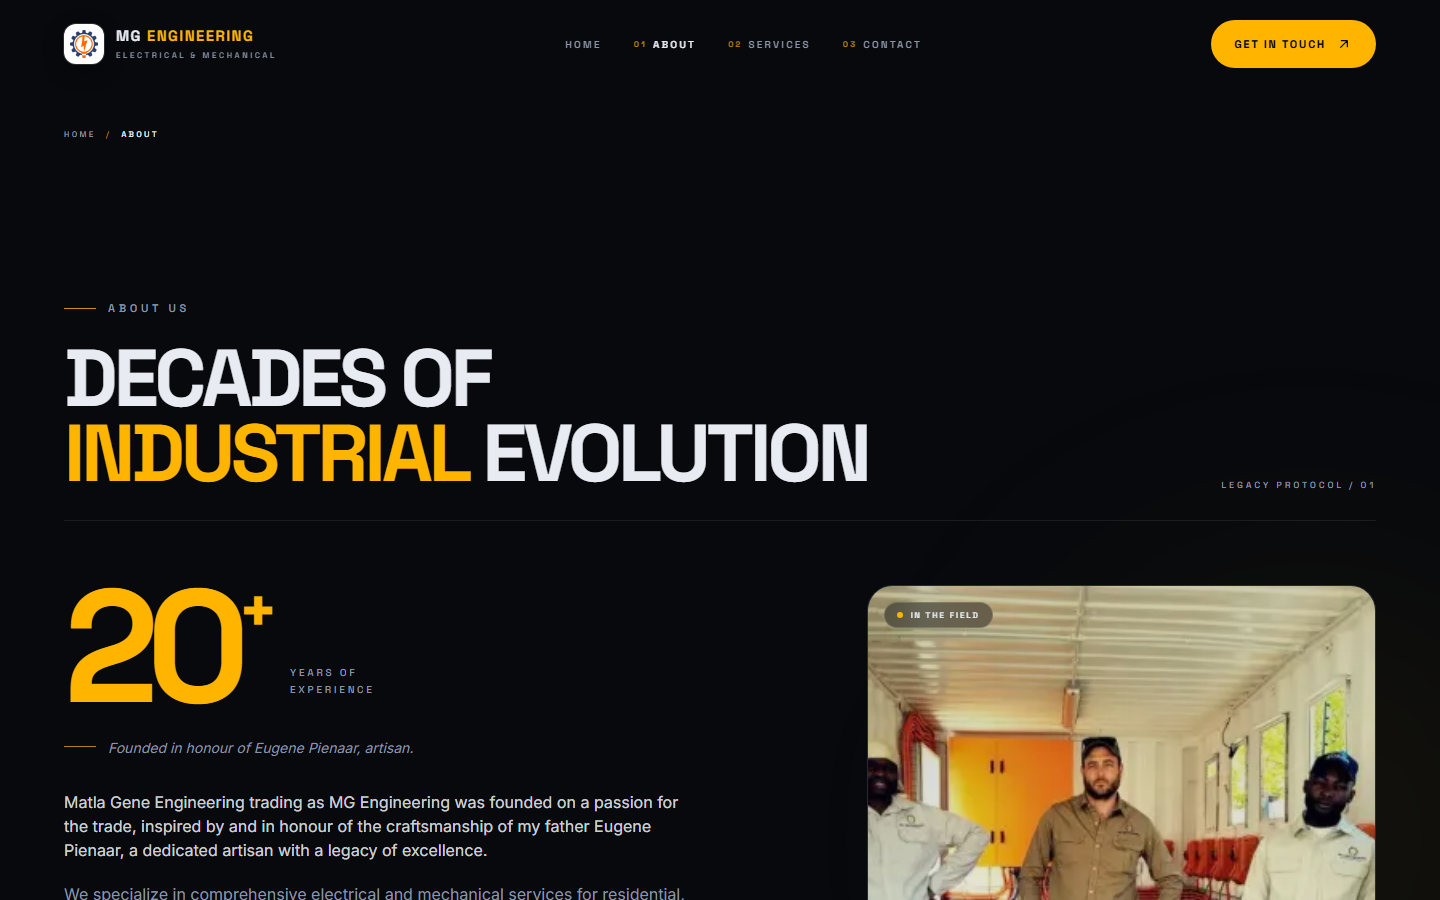 MG ENGINEERING
ELECTRICAL & MECHANICAL
HOME
01 ABOUT
02 SERVICES
03 CONTACT
GET IN TOUCH
HOME / ABOUT
ABOUT US
DECADES OF
INDUSTRIAL EVOLUTION
LEGACY PROTOCOL / 01
20+
YEARS OF
EXPERIENCE
Founded in honour of Eugene Pienaar, artisan.
Matla Gene Engineering trading as MG Engineering was founded on a passion for
the trade, inspired by and in honour of the craftsmanship of my father Eugene
Pienaar, a dedicated artisan with a legacy of excellence.
We specialize in comprehensive electrical and mechanical services for residential,
IN THE FIELD